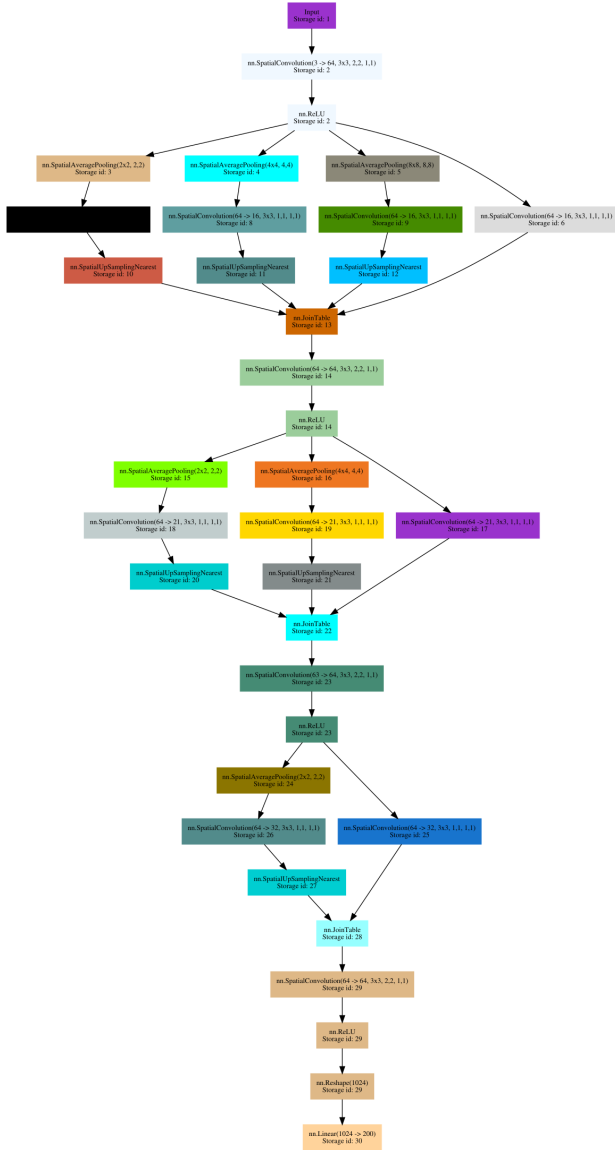 Input
Storage id: 1
nn.SpatialConvolution(3 -> 64, 3x3, 2,2, 1,1)
Storage id: 2
nn.ReLU
Storage id: 2
nn.SpatialAveragePooling(2x2, 2,2)
Storage id: 3
nn.SpatialAveragePooling(4x4, 4,4)
Storage id: 4
nn.SpatialAveragePooling(8x8, 8,8)
Storage id: 5
nn.SpatialConvolution(64 -> 16, 3x3, 1,1, 1,1)
Storage id: 8
nn.SpatialConvolution(64 -> 16, 3x3, 1,1, 1,1)
Storage id: 9
nn.SpatialConvolution(64 -> 16, 3x3, 1,1, 1,1)
Storage id: 6
nn.SpatialUpSamplingNearest
Storage id: 10
nn.SpatialUpSamplingNearest
Storage id: 11
nn.SpatialUpSamplingNearest
Storage id: 12
nn.JoinTable
Storage id: 13
nn.SpatialConvolution(64 -> 64, 3x3, 2,2, 1,1)
Storage id: 14
nn.ReLU
Storage id: 14
nn.SpatialAveragePooling(2x2, 2,2)
Storage id: 15
nn.SpatialAveragePooling(4x4, 4,4)
Storage id: 16
nn.SpatialConvolution(64 -> 21, 3x3, 1,1, 1,1)
Storage id: 18
nn.SpatialConvolution(64 -> 21, 3x3, 1,1, 1,1)
Storage id: 19
nn.SpatialConvolution(64 -> 21, 3x3, 1,1, 1,1)
Storage id: 17
nn.SpatialUpSamplingNearest
Storage id: 20
nn.SpatialUpSamplingNearest
Storage id: 21
nn.JoinTable
Storage id: 22
nn.SpatialConvolution(63 -> 64, 3x3, 2,2, 1,1)
Storage id: 23
nn.ReLU
Storage id: 23
nn.SpatialAveragePooling(2x2, 2,2)
Storage id: 24
nn.SpatialConvolution(64 -> 32, 3x3, 1,1, 1,1)
Storage id: 26
nn.SpatialConvolution(64 -> 32, 3x3, 1,1, 1,1)
Storage id: 25
nn.SpatialUpSamplingNearest
Storage id: 27
nn.JoinTable
Storage id: 28
nn.SpatialConvolution(64 -> 64, 3x3, 2,2, 1,1)
Storage id: 29
nn.ReLU
Storage id: 29
nn.Reshape(1024)
Storage id: 29
nn.Linear(1024 -> 200)
Storage id: 30